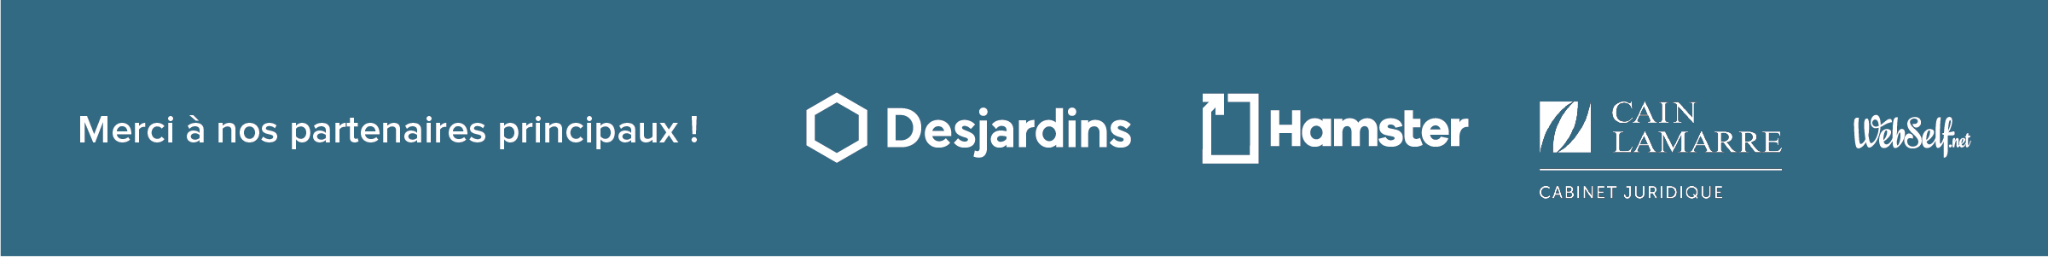 Merci à nos partenaires principaux !
Desjardins
Hamster
CAIN
LAMARRE
CABINET JURIDIQUE
WebSelf.net